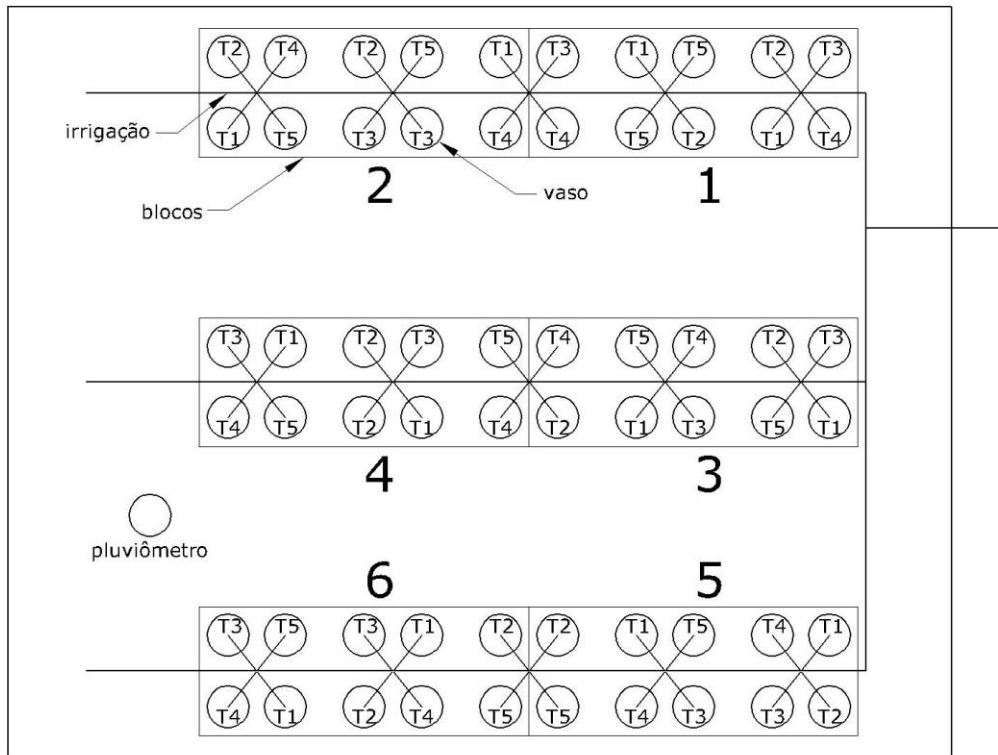 T2 T4 T2 T5 T1 T3 T1 T5 T2 T3
irrigação
T1 T5 T3 T3 T4 T4 T5 T2 T1 T4
blocos
2
vaso
1
T3 T1 T2 T3 T5 T4 T5 T4 T2 T3
T4 T5 T2 T1 T4 T2 T1 T3 T5 T1
4
3
pluviômetro
6
5
T3 T5 T3 T1 T2 T2 T1 T5 T4 T1
T4 T1 T2 T4 T5 T5 T4 T3 T3 T2